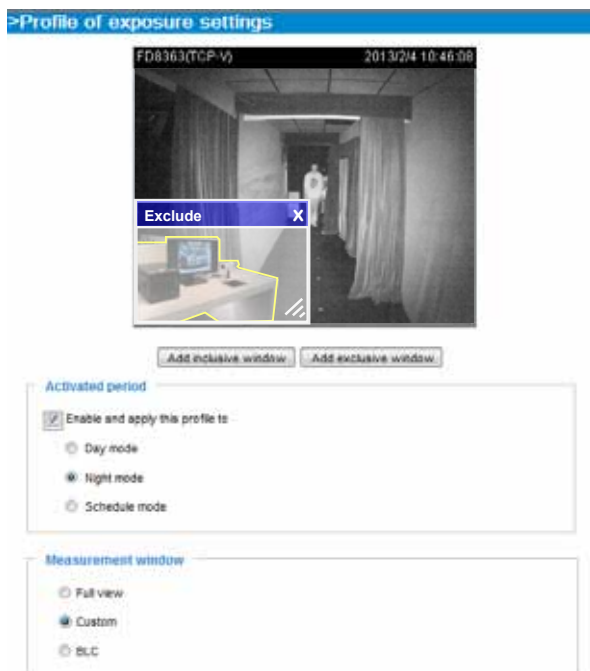 >Profile of exposure settings
FD8363(TCP-V) 2013/2/4 10:46:08
Exclude X
Add inclusive window Add exclusive window
Activated period
Enable and apply this profile to
Day mode
Night mode
Schedule mode
Measurement window
Full view
Custom
BLC